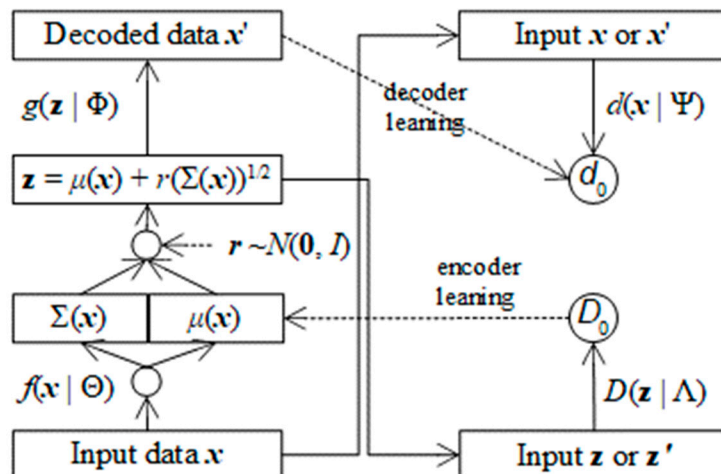 Decoded data x'
Input x or x'
g(z | Φ)
decoder
leaning
d(x | Ψ)
z = μ(x) + r(Σ(x))^1/2
d₀
r ~N(0, I)
encoder
leaning
Σ(x)
μ(x)
D₀
f(x | Θ)
D(z | Λ)
Input data x
Input z or z'